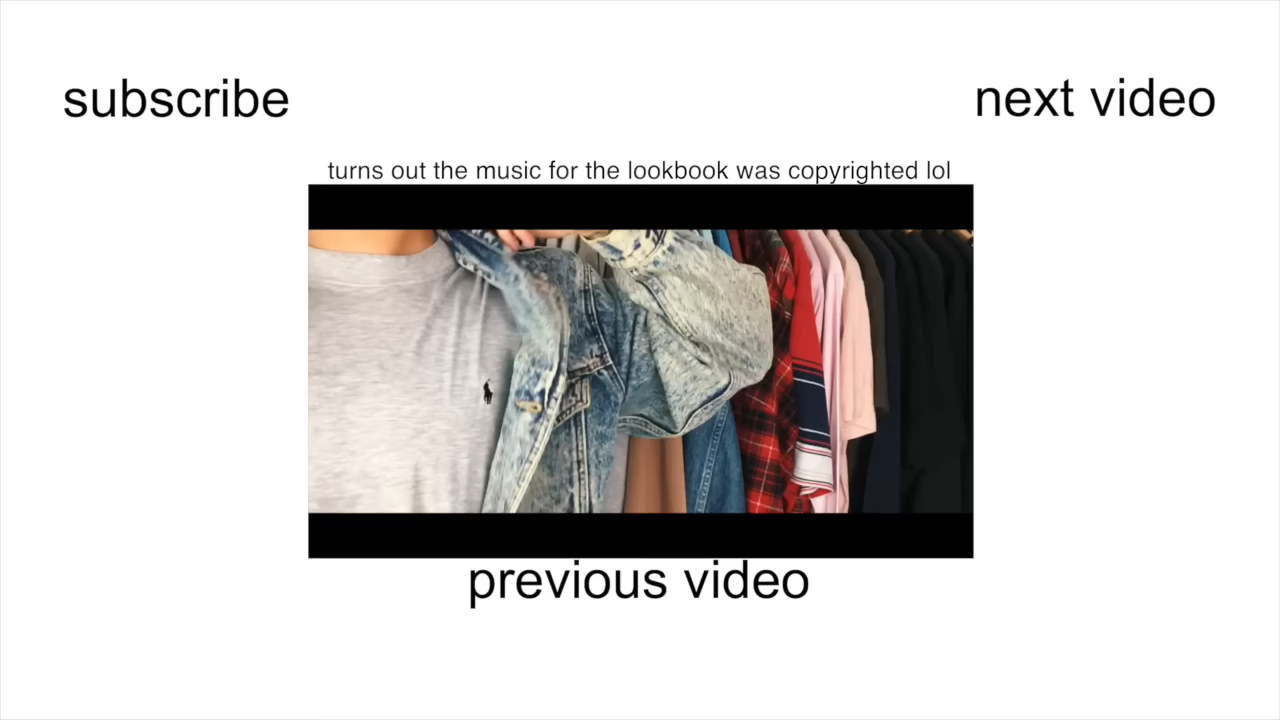 subscribe
next video
turns out the music for the lookbook was copyrighted lol
previous video